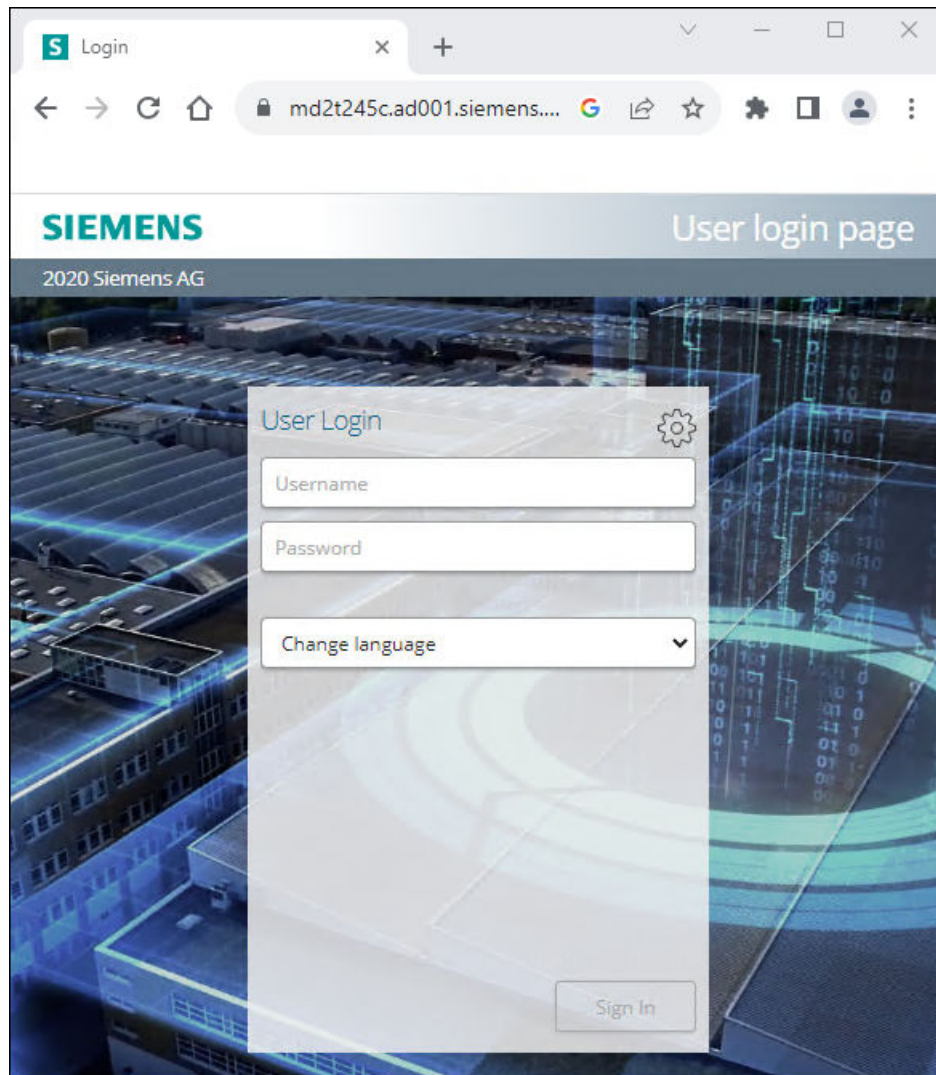 S Login
md2t245c.ad001.siemens....
SIEMENS
User login page
2020 Siemens AG
User Login
Username
Password
Change language
Sign In